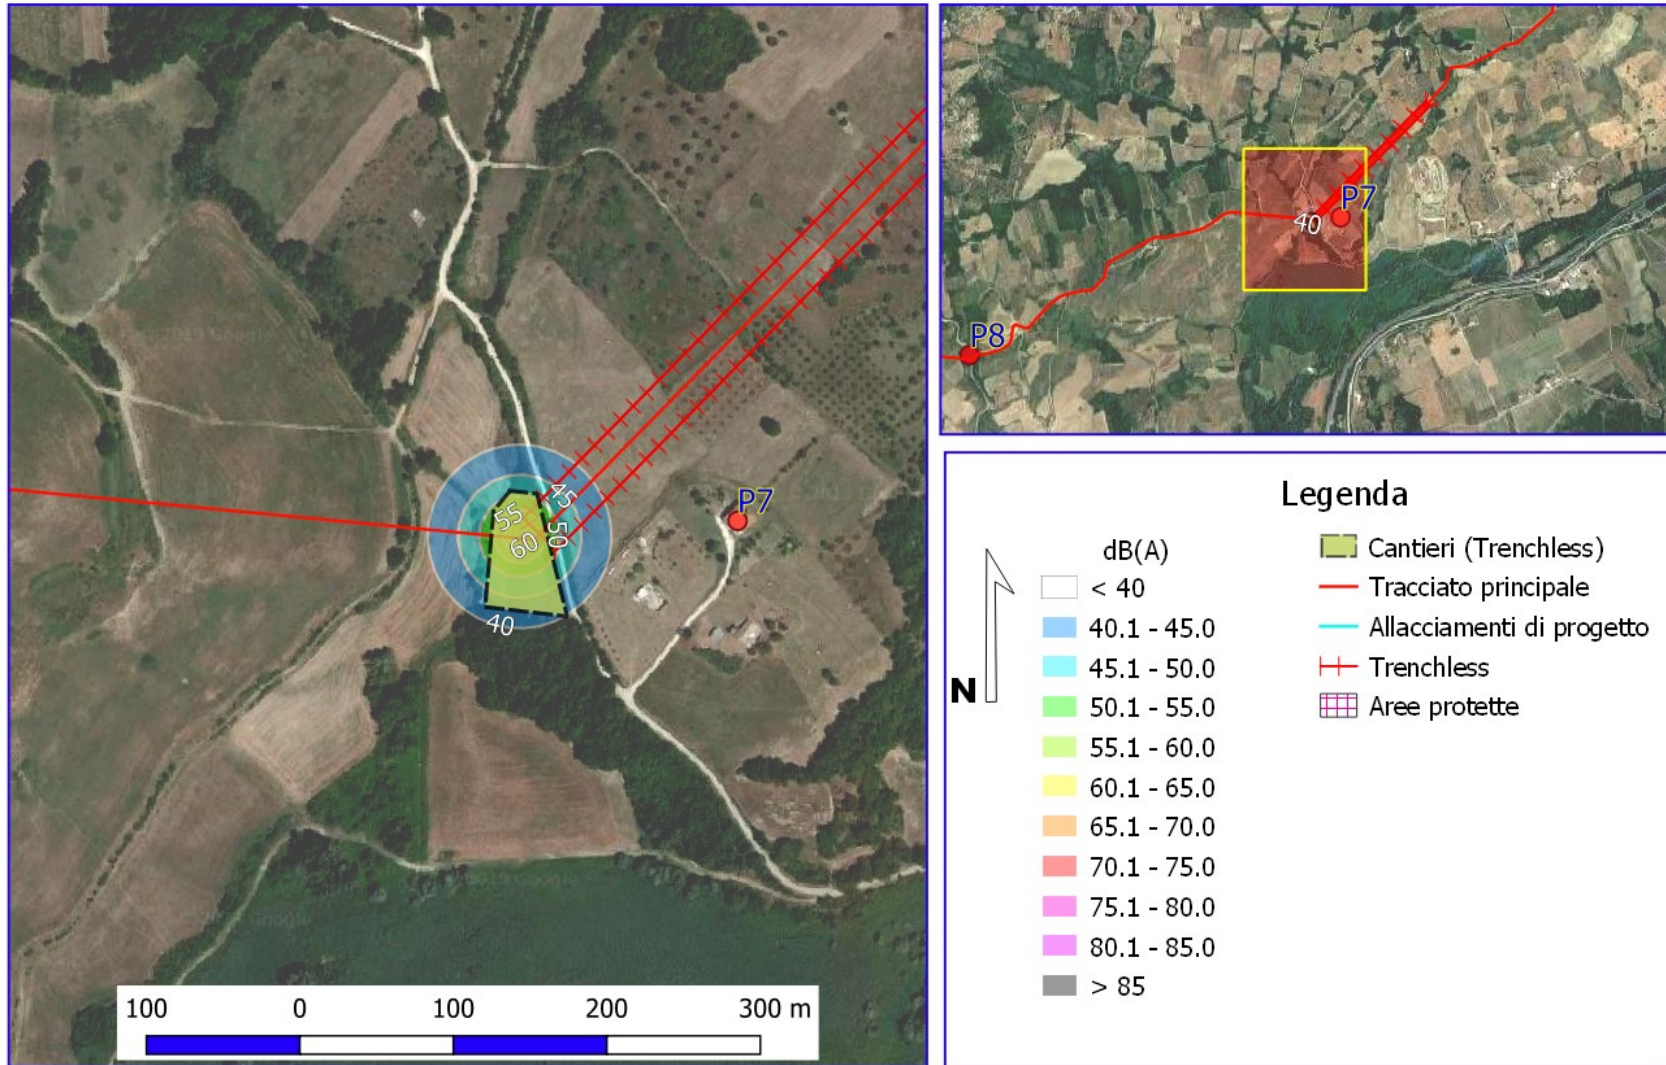 P7
45
55
50
60
40
100 0 100 200 300 m
P7
40
P8
Legenda
dB(A)
< 40
40.1 - 45.0
45.1 - 50.0
50.1 - 55.0
55.1 - 60.0
60.1 - 65.0
65.1 - 70.0
70.1 - 75.0
75.1 - 80.0
80.1 - 85.0
> 85
N
Cantieri (Trenchless)
Tracciato principale
Allacciamenti di progetto
Trenchless
Aree protette